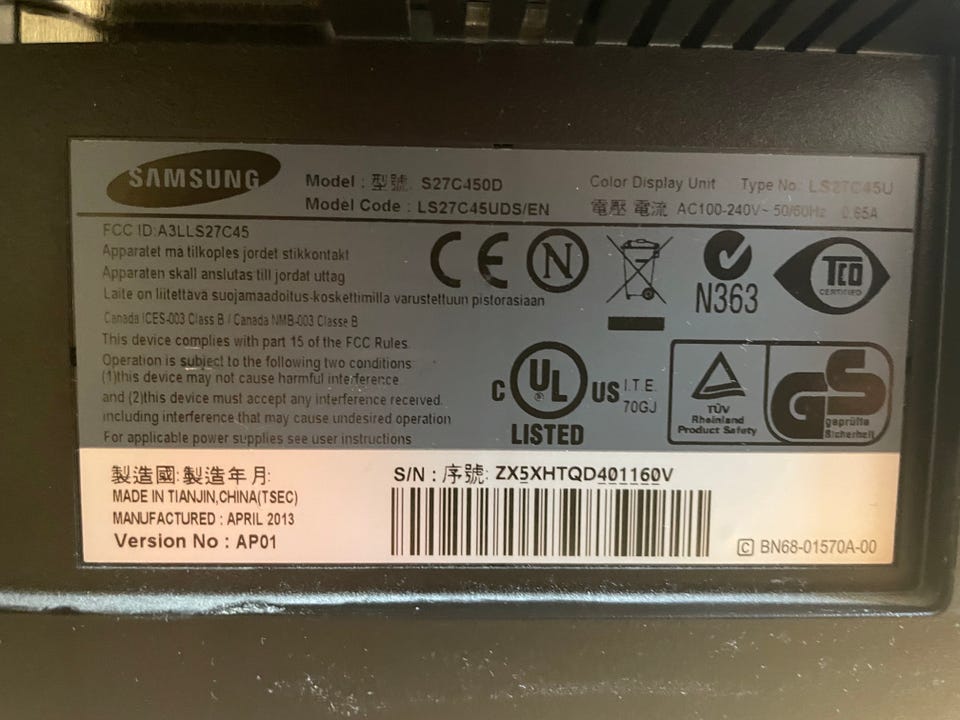 SAMSUNG
Model : 型號 S27C450D
Model Code : LS27C45UDS/EN
Color Display Unit Type No. LS27C45U
電壓 電流 AC100-240V~ 50/60Hz 0.65A
FCC ID:A3LLS27C45
Apparatet må tilkoples jordet stikkontakt
Apparaten skall anslutas till jordat uttag
Laite on liitettävä suojamaadoitus-koskettimilla varustettuun pistorasiaan
Canada ICES-003 Class B / Canada NMB-003 Classe B
This device complies with part 15 of the FCC Rules.
Operation is subject to the following two conditions
(1)this device may not cause harmful interference
and (2)this device must accept any interference received.
including interference that may cause undesired operation
For applicable power supplies see user instructions
CE
N
N363
TCO
CERTIFIED
C UL US
®
LISTED
I.T.E.
70GJ
TÜV
Rheinland
Product Safety
GS
geprüfte
Sicherheit
製造國: 製造年月:
MADE IN TIANJIN,CHINA(TSEC)
MANUFACTURED : APRIL 2013
Version No : AP01
S/N : 序號: ZX5XHTQD401160V
C BN68-01570A-00